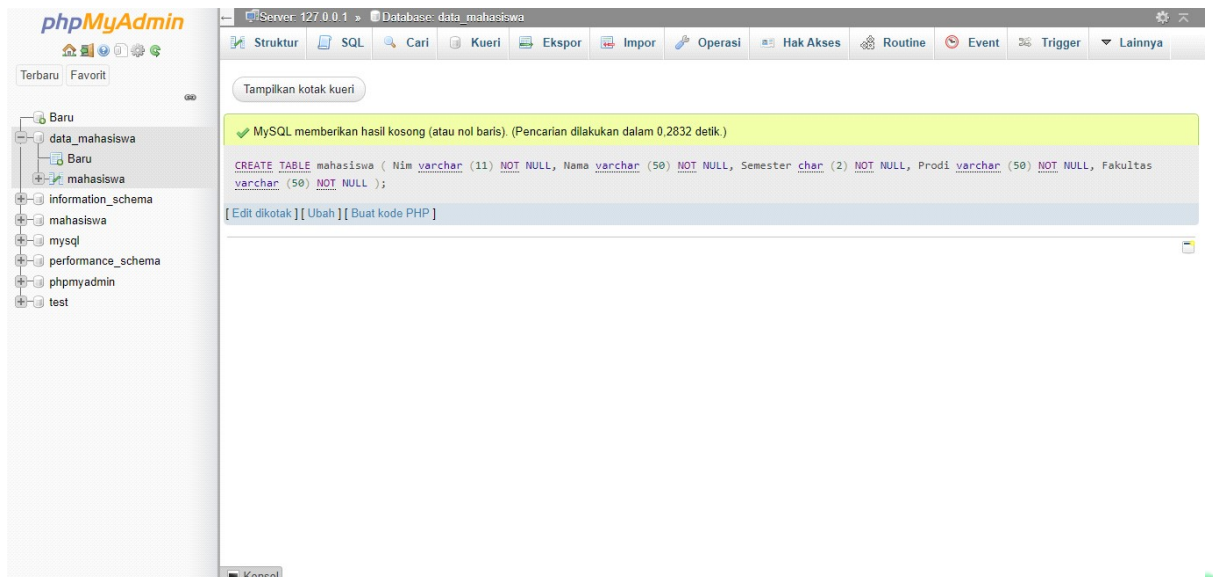 phpMyAdmin
Terbaru Favorit
Baru
data_mahasiswa
Baru
mahasiswa
information_schema
mahasiswa
mysql
performance_schema
phpmyadmin
test
Server: 127.0.0.1 » Database: data_mahasiswa
Struktur SQL Cari Kueri Ekspor Impor Operasi Hak Akses Routine Event Trigger Lainnya
Tampilkan kotak kueri
MySQL memberikan hasil kosong (atau nol baris). (Pencarian dilakukan dalam 0,2832 detik.)
CREATE TABLE mahasiswa ( Nim varchar (11) NOT NULL, Nama varchar (50) NOT NULL, Semester char (2) NOT NULL, Prodi varchar (50) NOT NULL, Fakultas
varchar (50) NOT NULL );
[ Edit dikotak ] [ Ubah ] [ Buat kode PHP ]
Konsol